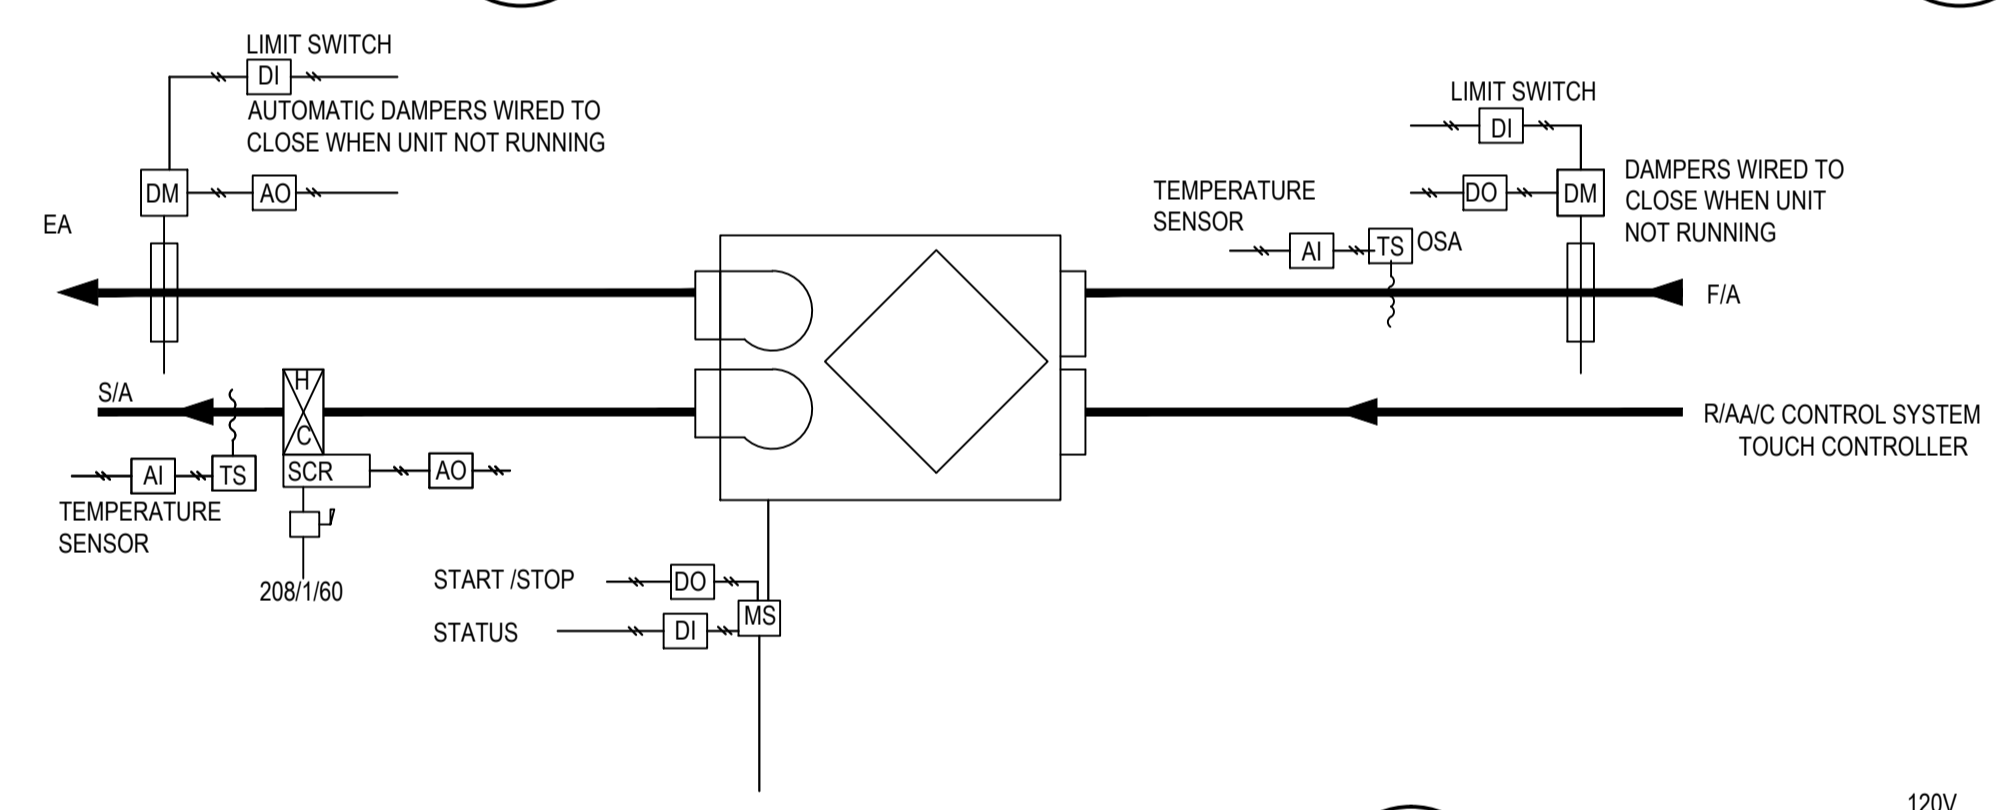 LIMIT SWITCH
DI
AUTOMATIC DAMPERS WIRED TO
CLOSE WHEN UNIT NOT RUNNING
DM
AO
EA
LIMIT SWITCH
DI
DO
DM
DAMPERS WIRED TO
CLOSE WHEN UNIT
NOT RUNNING
TEMPERATURE
SENSOR
AI
TS
OSA
F/A
S/A
H
C
SCR
AO
AI
TS
TEMPERATURE
SENSOR
208/1/60
R/AA/C CONTROL SYSTEM
TOUCH CONTROLLER
START /STOP
DO
MS
STATUS
DI
120V